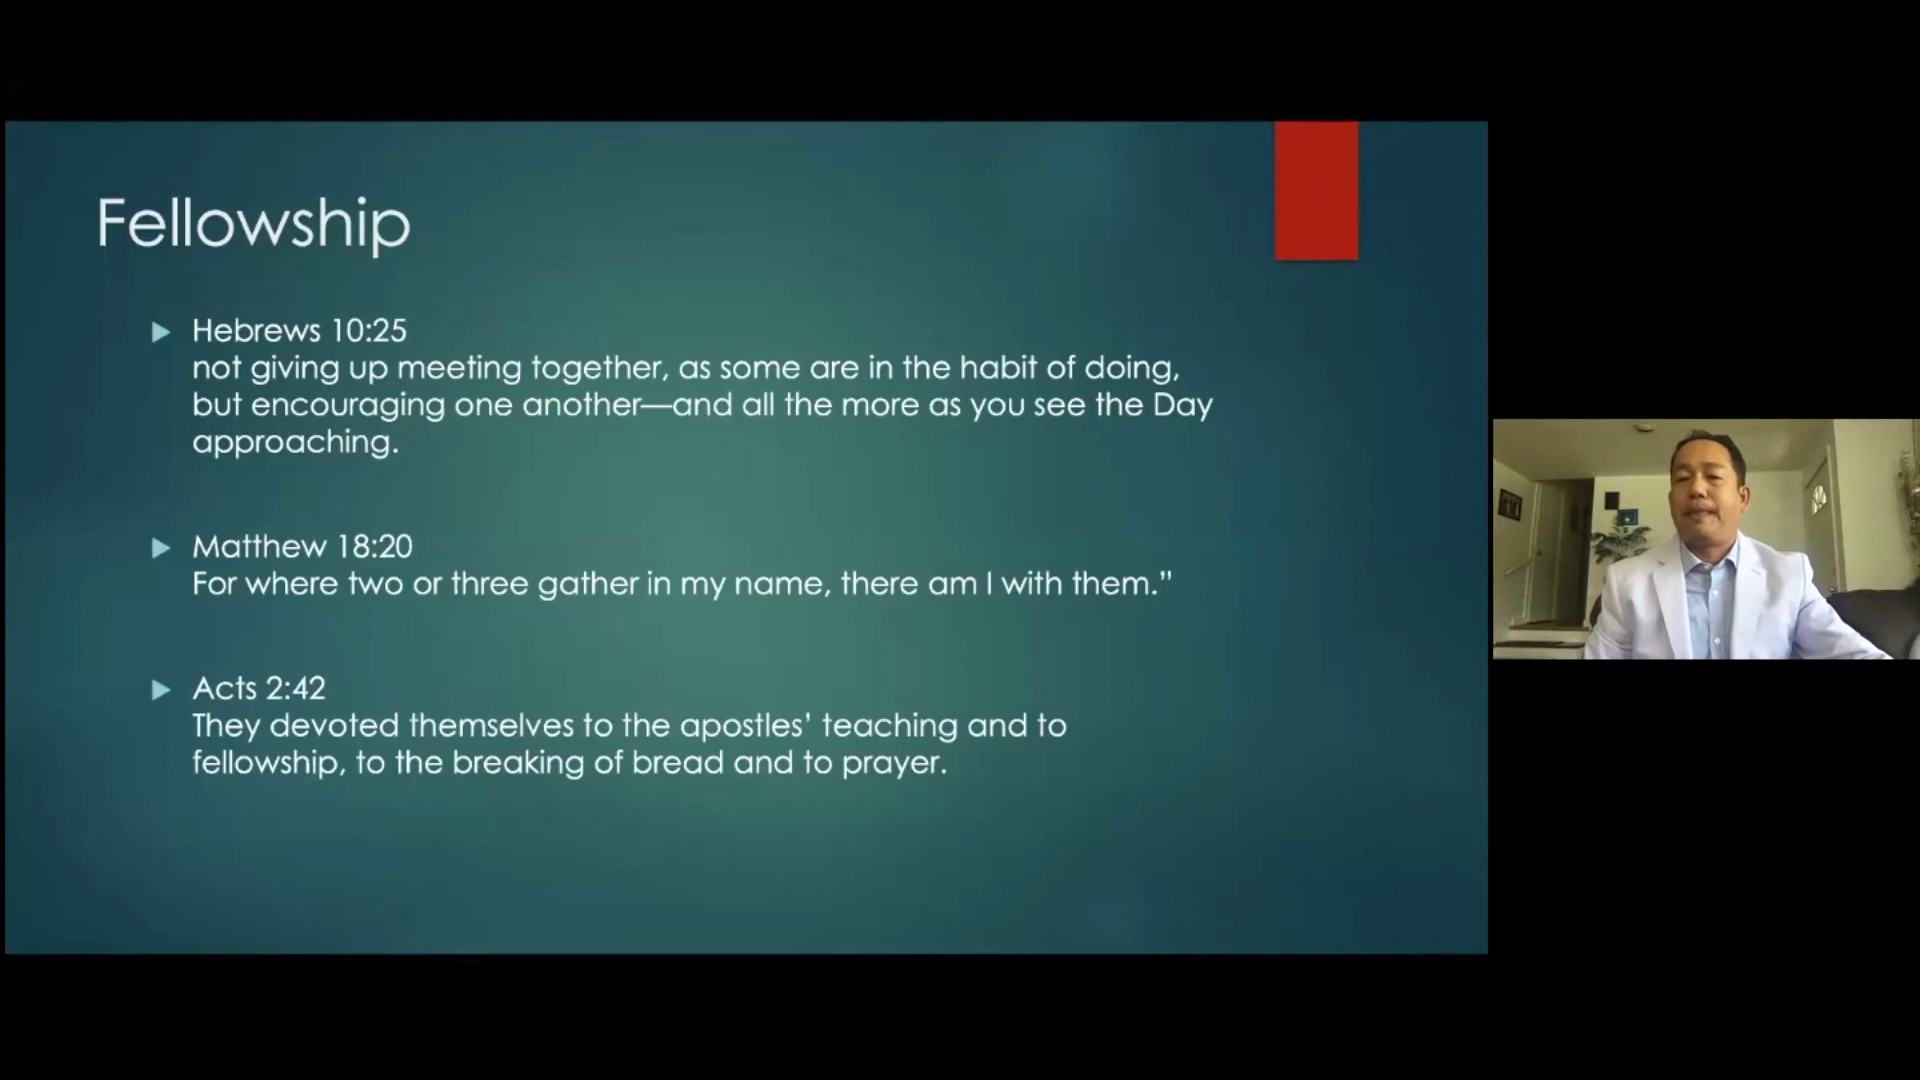 Fellowship
Hebrews 10:25
not giving up meeting together, as some are in the habit of doing,
but encouraging one another—and all the more as you see the Day
approaching.
Matthew 18:20
For where two or three gather in my name, there am I with them.”
Acts 2:42
They devoted themselves to the apostles’ teaching and to
fellowship, to the breaking of bread and to prayer.